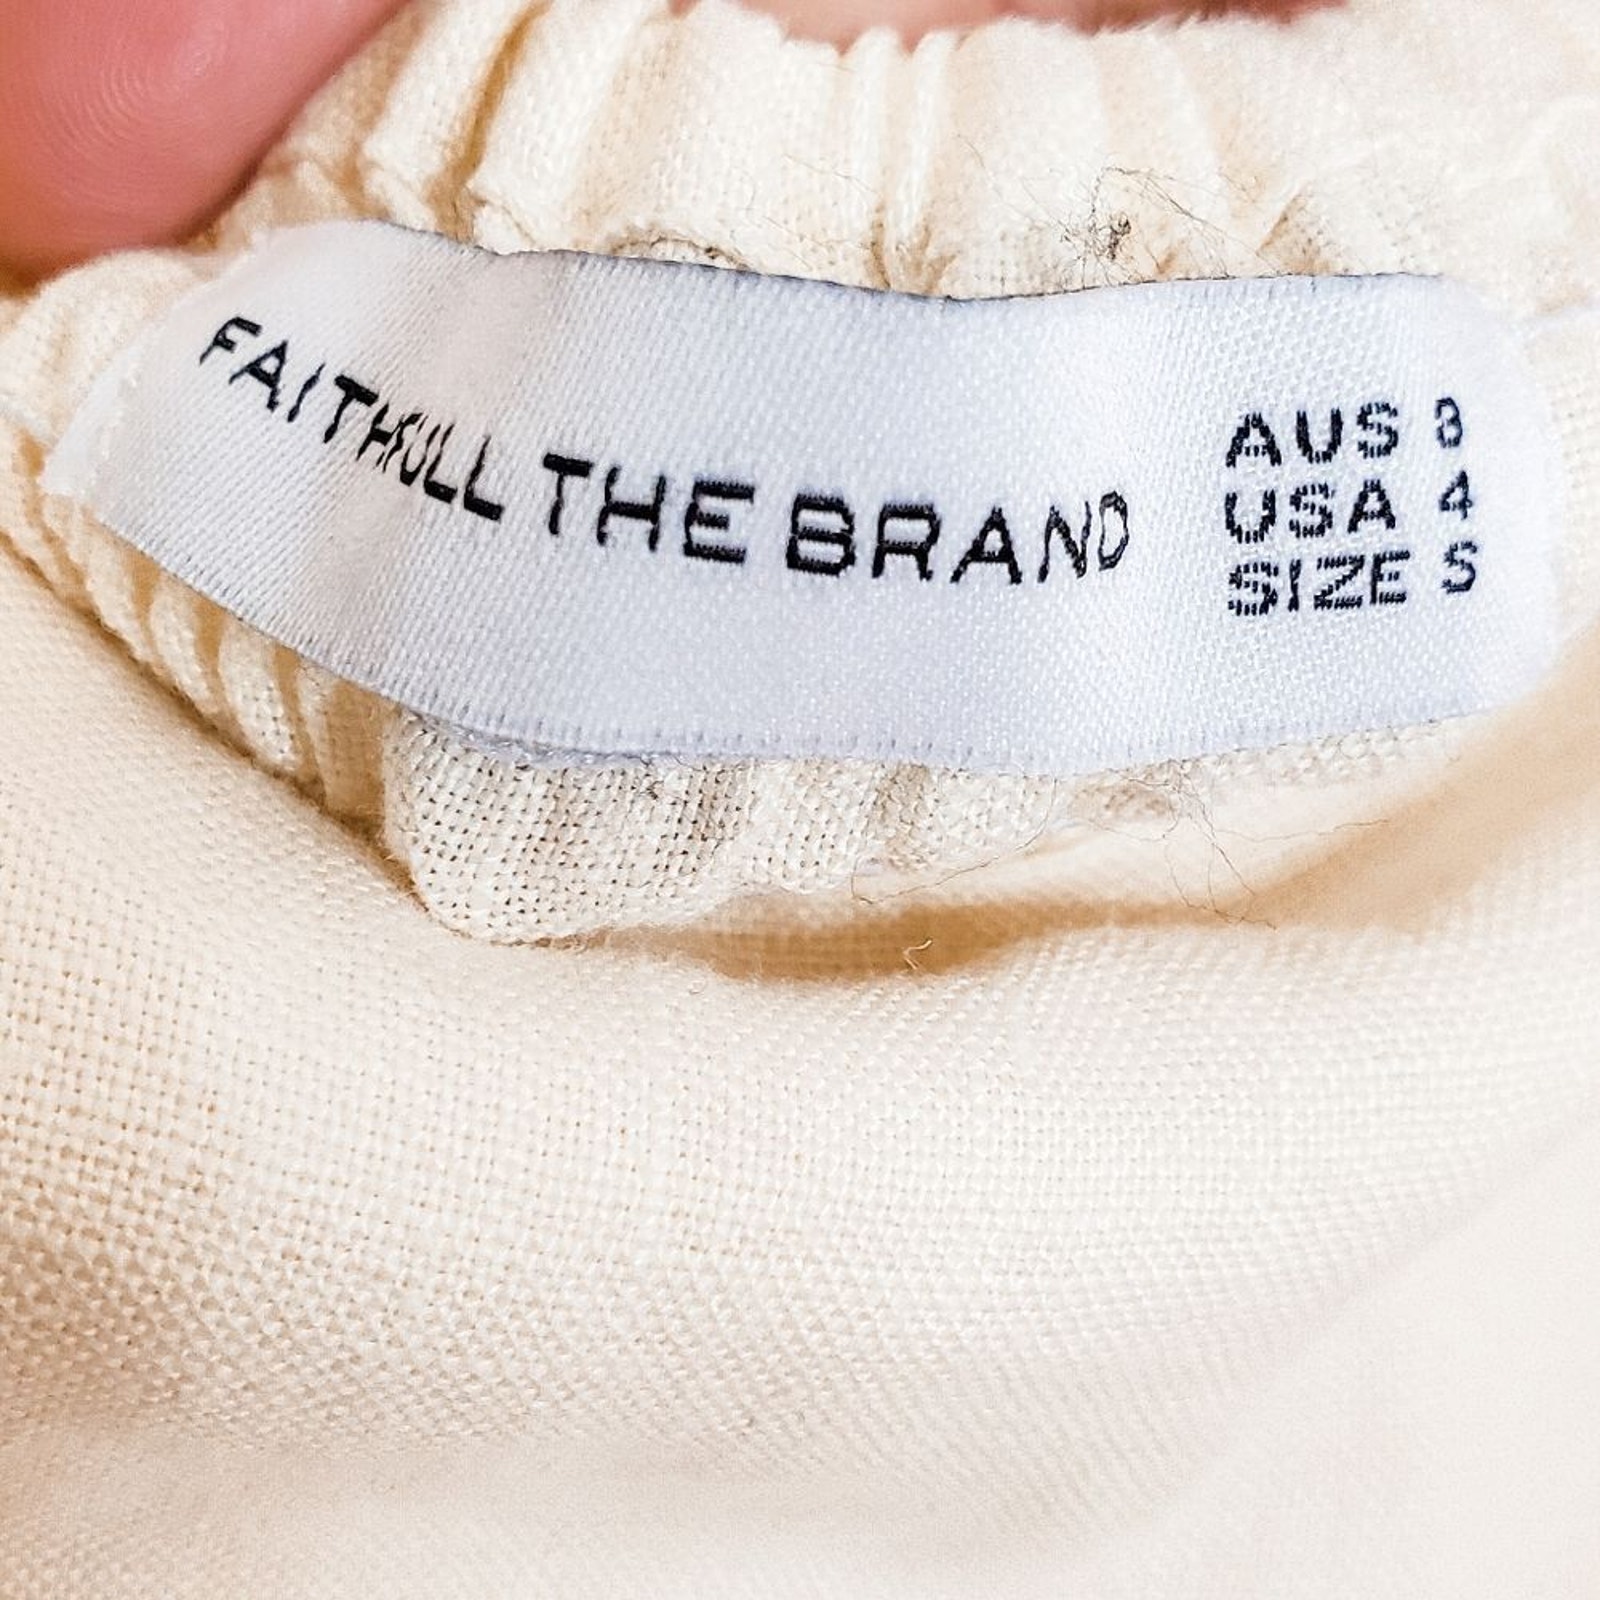 FAITHFULL THE BRAND
AUS 8
USA 4
SIZE S